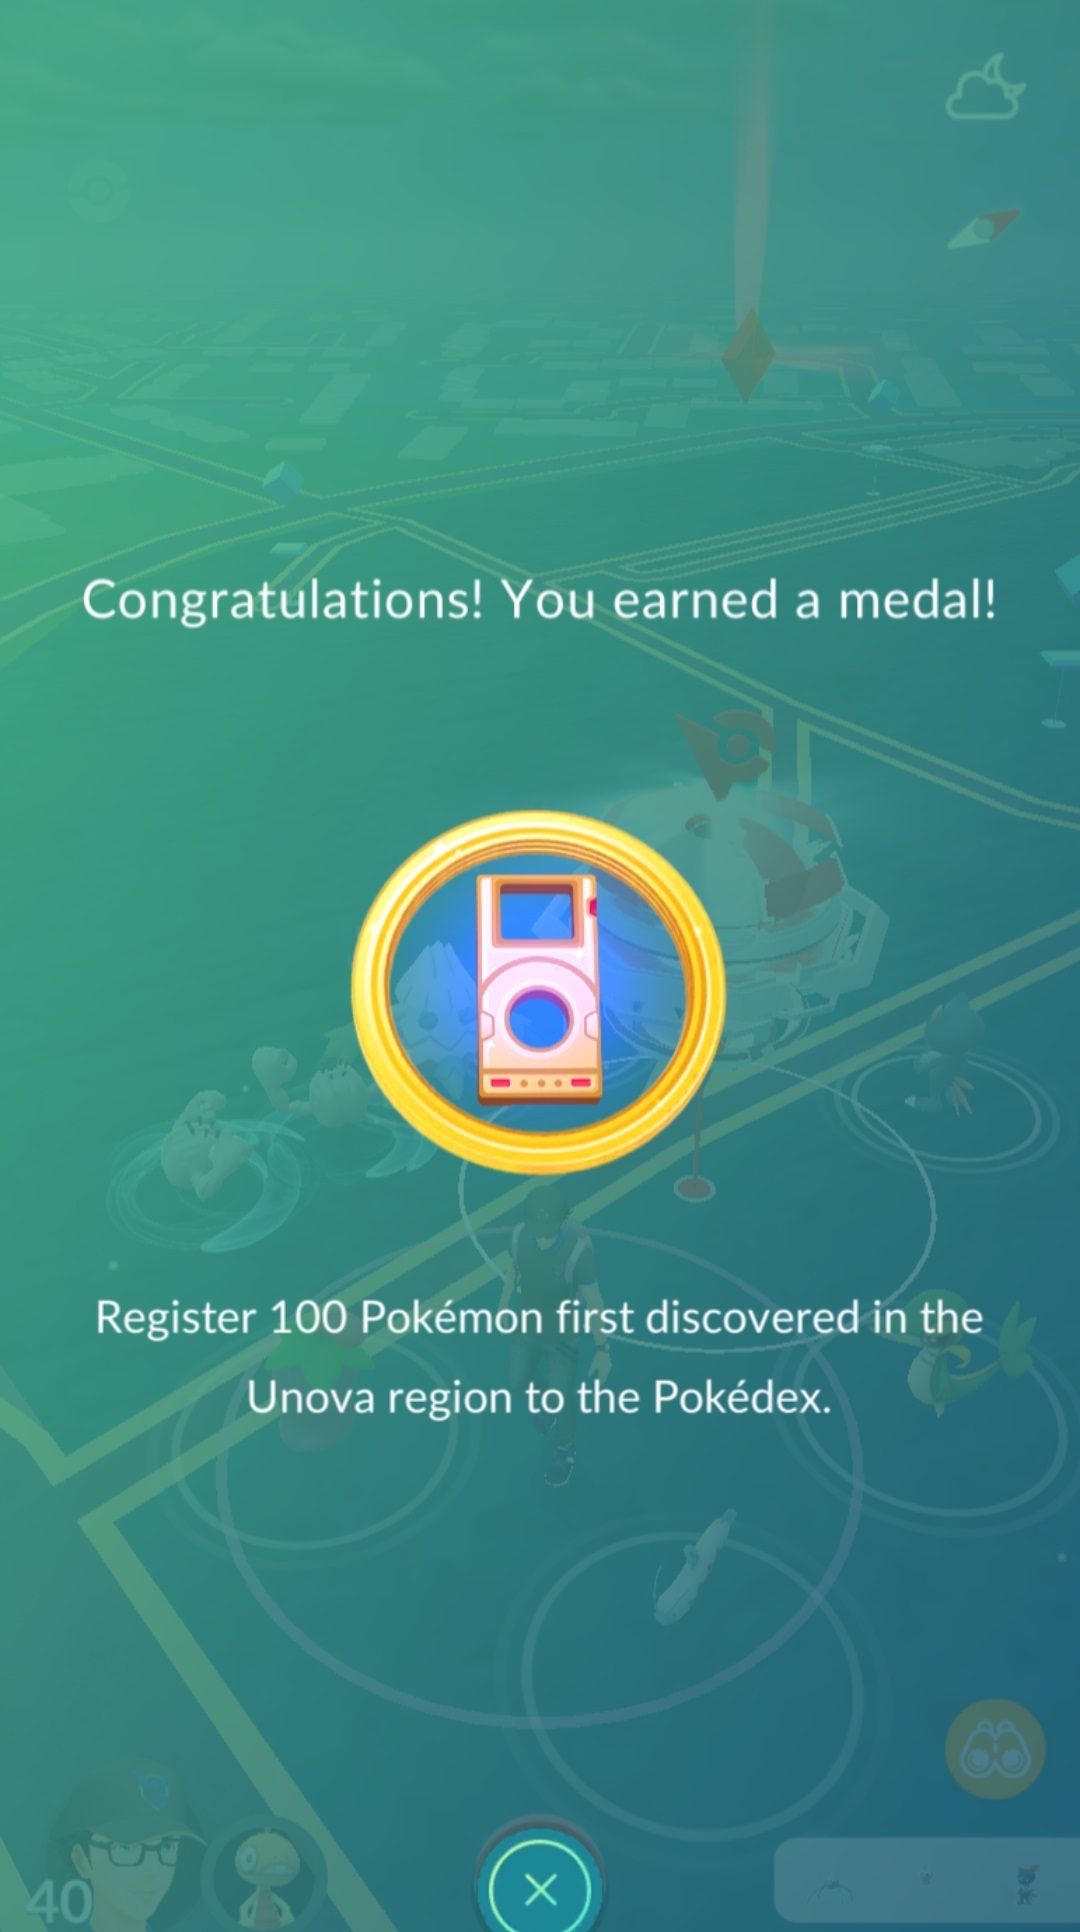 Congratulations! You earned a medal!
Register 100 Pokémon first discovered in the
Unova region to the Pokédex.
40